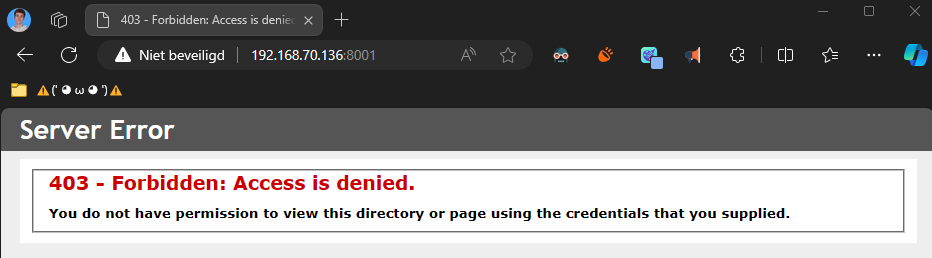 403 - Forbidden: Access is denied
Niet beveiligd 192.168.70.136:8001
⚠(' ◕ ω ◕ ')⚠
Server Error
403 - Forbidden: Access is denied.
You do not have permission to view this directory or page using the credentials that you supplied.